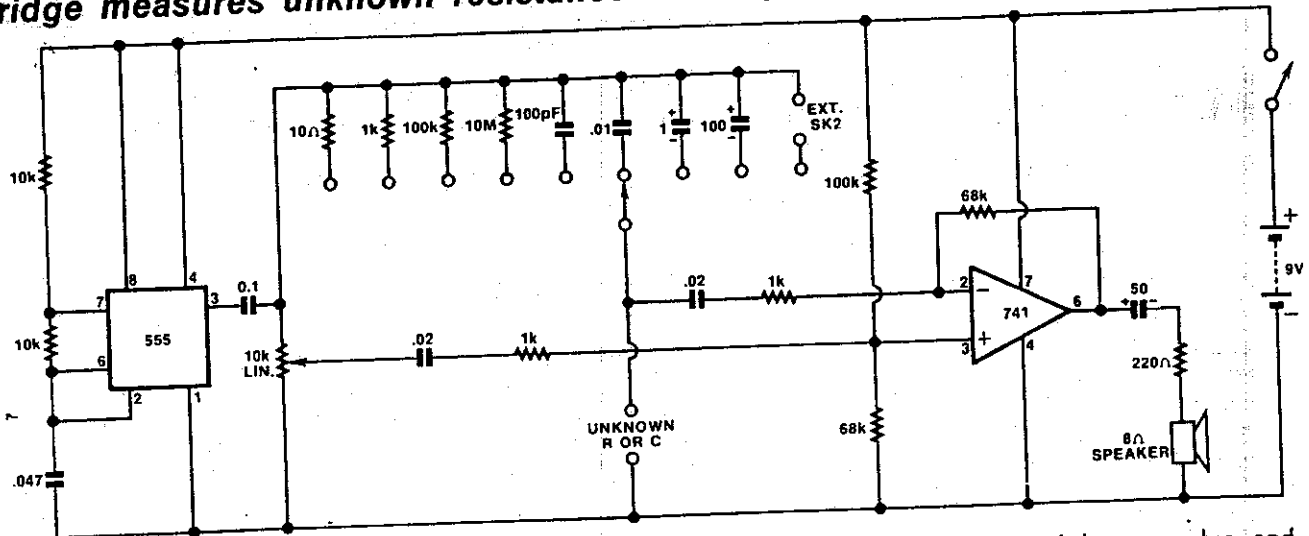 ridge measures unknown resistance
10Ω
1k
100k
10M
100pF
.01
+
1
-
+
100
-
EXT.
SK2
10k
100k
68k
8
4
7
3
0.1
555
10k
6
2
1
10k
LIN.
.02
1k
.02
1k
2
-
7
741
6
3
+
4
50
+
-
220Ω
+
9V
-
UNKNOWN
R OR C
68k
8Ω
SPEAKER
.047